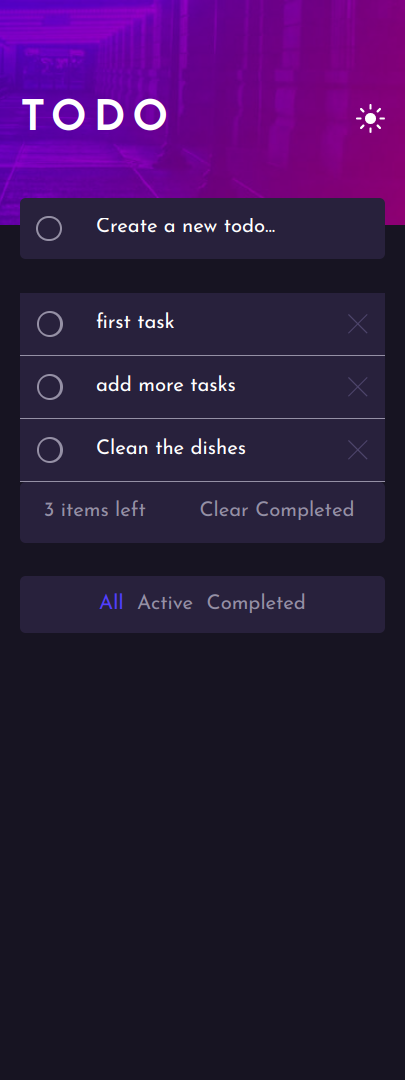 TODO
Create a new todo...
first task
add more tasks
Clean the dishes
3 items left Clear Completed
All Active Completed